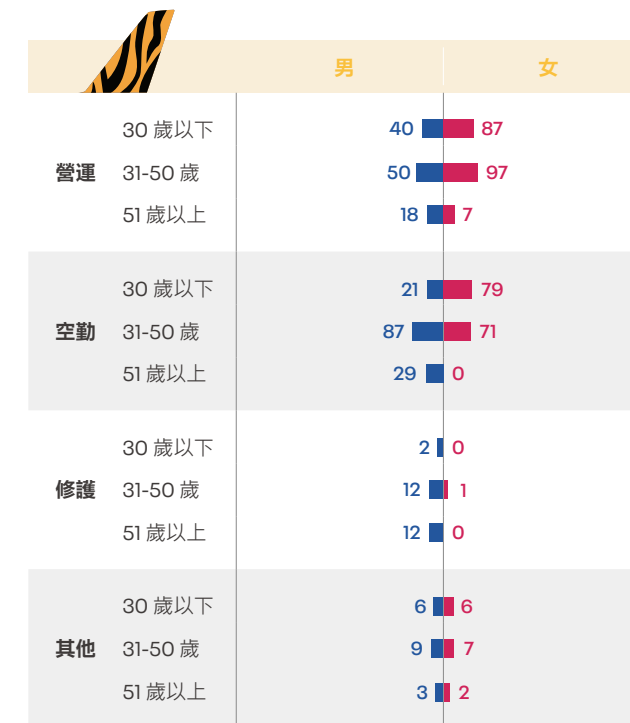 男 女
30 歲以下 40 87
營運 31-50 歲 50 97
51 歲以上 18 7
30 歲以下 21 79
空勤 31-50 歲 87 71
51 歲以上 29 0
30 歲以下 2 0
修護 31-50 歲 12 1
51 歲以上 12 0
30 歲以下 6 6
其他 31-50 歲 9 7
51 歲以上 3 2